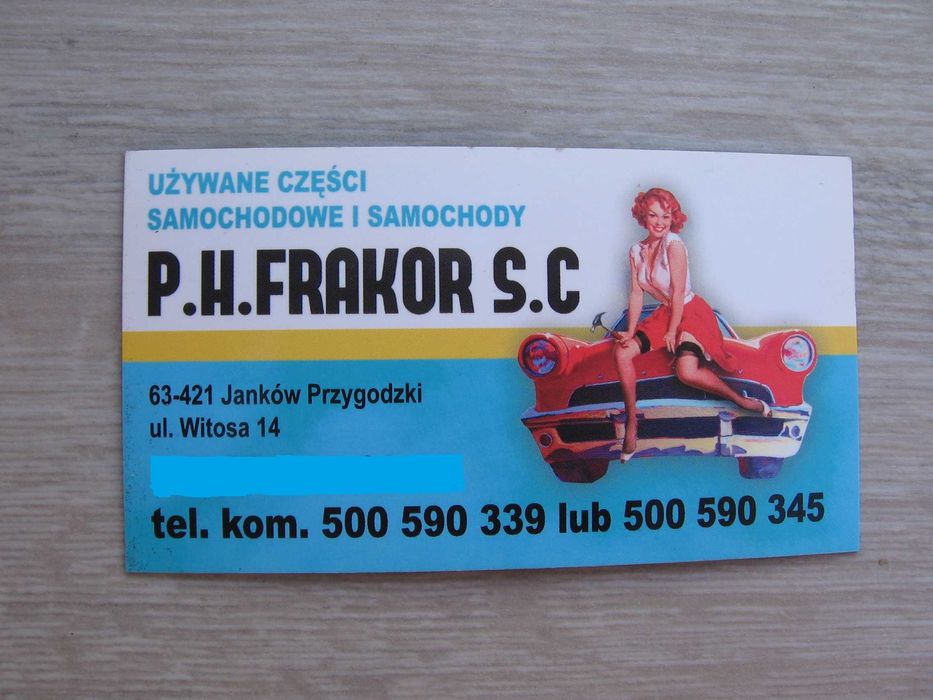 UŻYWANE CZĘŚCI
SAMOCHODOWE I SAMOCHODY
P.H.FRAKOR S.C
63-421 Janków Przygodzki
ul. Witosa 14
tel. kom. 500 590 339 lub 500 590 345